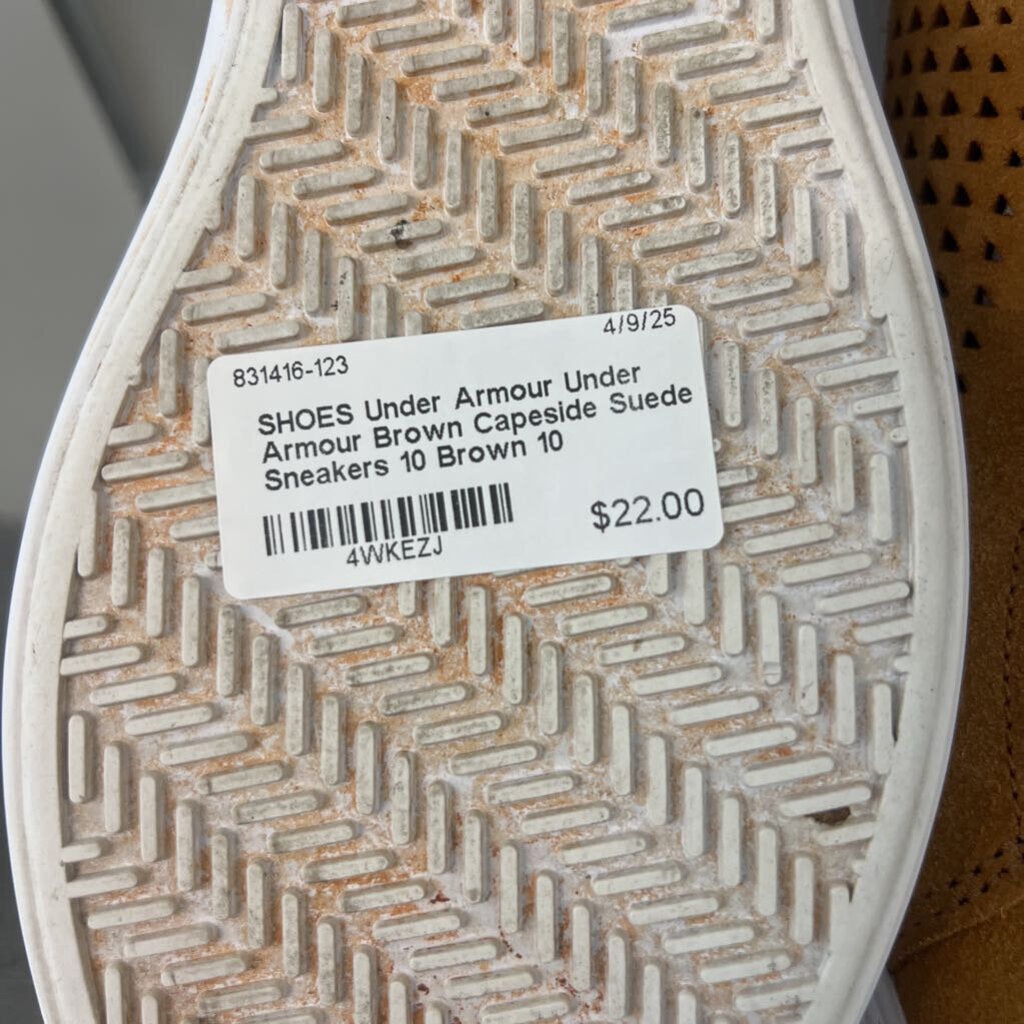 4/9/25
831416-123
SHOES Under Armour Under
Armour Brown Capeside Suede
Sneakers 10 Brown 10
$22.00
4WKEZJ